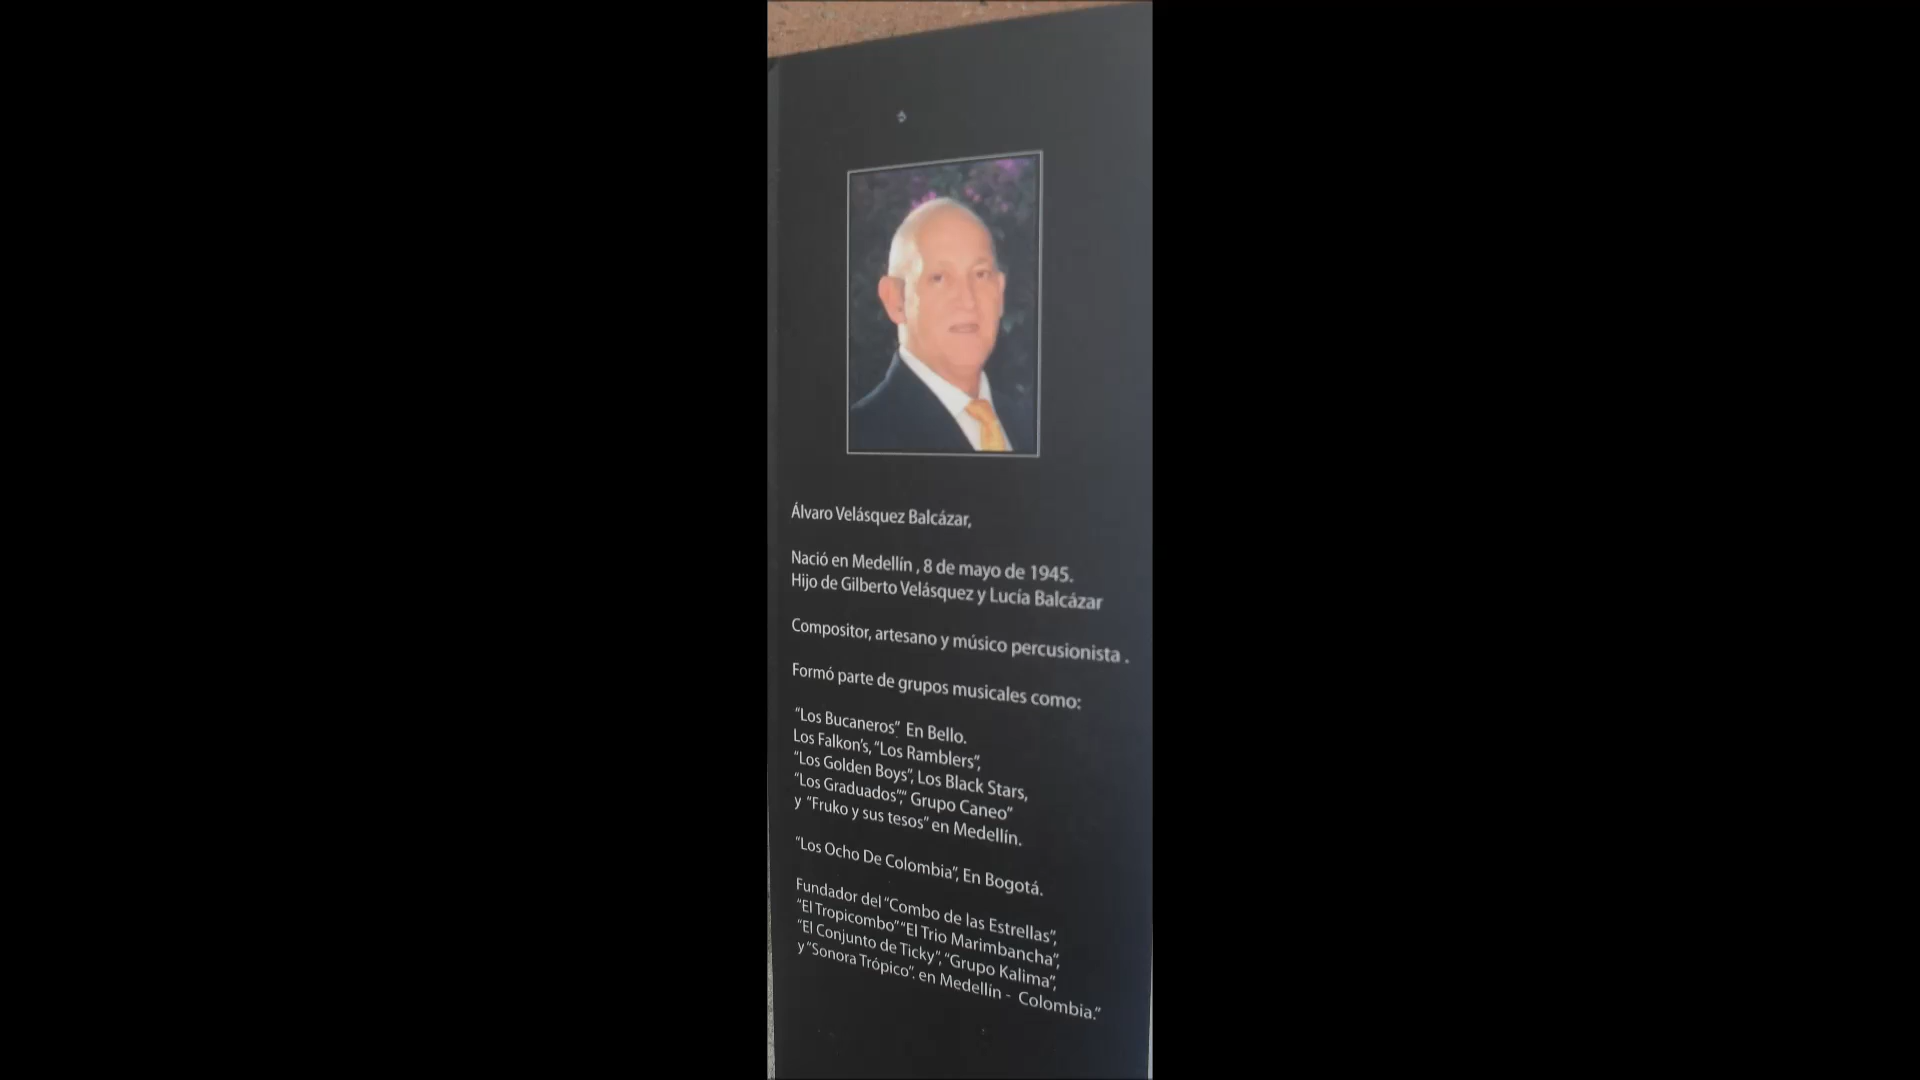 Álvaro Velásquez Balcázar,
Nació en Medellín , 8 de mayo de 1945.
Hijo de Gilberto Velásquez y Lucía Balcázar
Compositor, artesano y músico percusionista .
Formó parte de grupos musicales como:
“Los Bucaneros” En Bello.
Los Falkon’s, “Los Ramblers”,
“Los Golden Boys”, Los Black Stars,
“Los Graduados”,“ Grupo Caneo”
y “Fruko y sus tesos” en Medellín.
“Los Ocho De Colombia”, En Bogotá.
Fundador del “Combo de las Estrellas”,
“El Tropicombo” “El Trio Marimbancha”,
“El Conjunto de Ticky”, “Grupo Kalima”,
y “Sonora Trópico”. en Medellín - Colombia.”